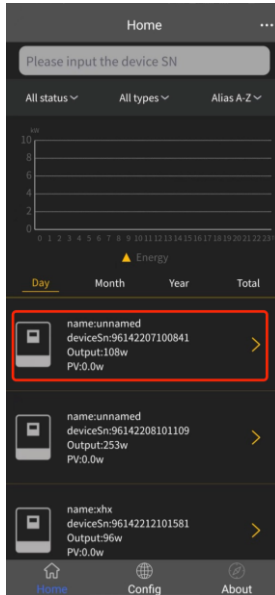 Home
...
Please input the device SN
All status
All types
Alias A-Z
kW
10
8
6
4
2
0
0 1 2 3 4 5 6 7 8 9 10 11 12 13 14 15 16 17 18 19 20 21 22 23
Energy
Day Month Year Total
name:unnamed
deviceSn:96142207100841
Output:108w
PV:0.0w
name:unnamed
deviceSn:96142208101109
Output:253w
PV:0.0w
name:xhx
deviceSn:96142212101581
Output:96w
PV:0.0w
Home Config About